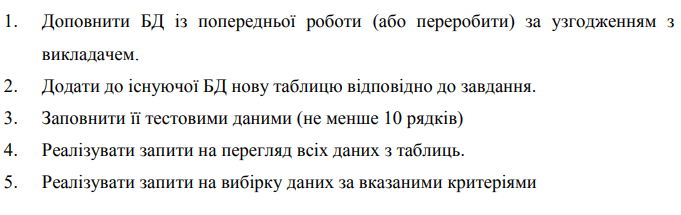 1. Доповнити БД із попередньої роботи (або переробити) за узгодженням з
викладачем.
2. Додати до існуючої БД нову таблицю відповідно до завдання.
3. Заповнити її тестовими даними (не менше 10 рядків)
4. Реалізувати запити на перегляд всіх даних з таблиць.
5. Реалізувати запити на вибірку даних за вказаними критеріями